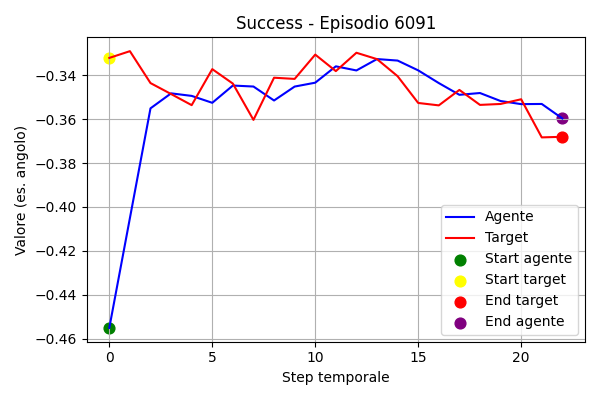 Success - Episodio 6091
Valore (es. angolo)
−0.34
−0.36
−0.38
−0.40
−0.42
−0.44
−0.46
0
5
10
15
20
Step temporale
Agente
Target
Start agente
Start target
End target
End agente